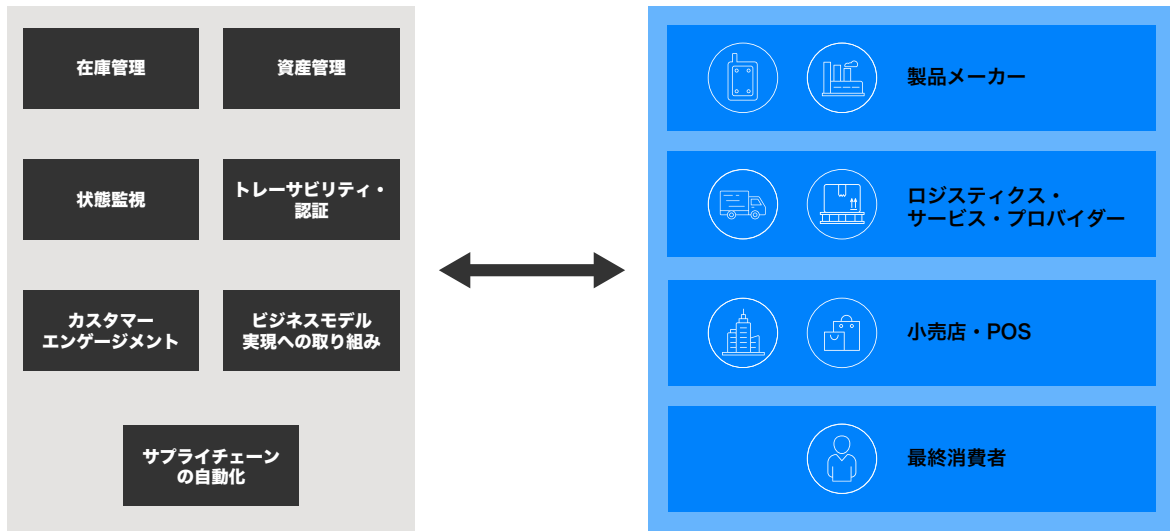 在庫管理
資産管理
状態監視
トレーサビリティ・
認証
カスタマー
エンゲージメント
ビジネスモデル
実現への取り組み
サプライチェーン
の自動化
製品メーカー
ロジスティクス・
サービス・プロバイダー
小売店・POS
最終消費者